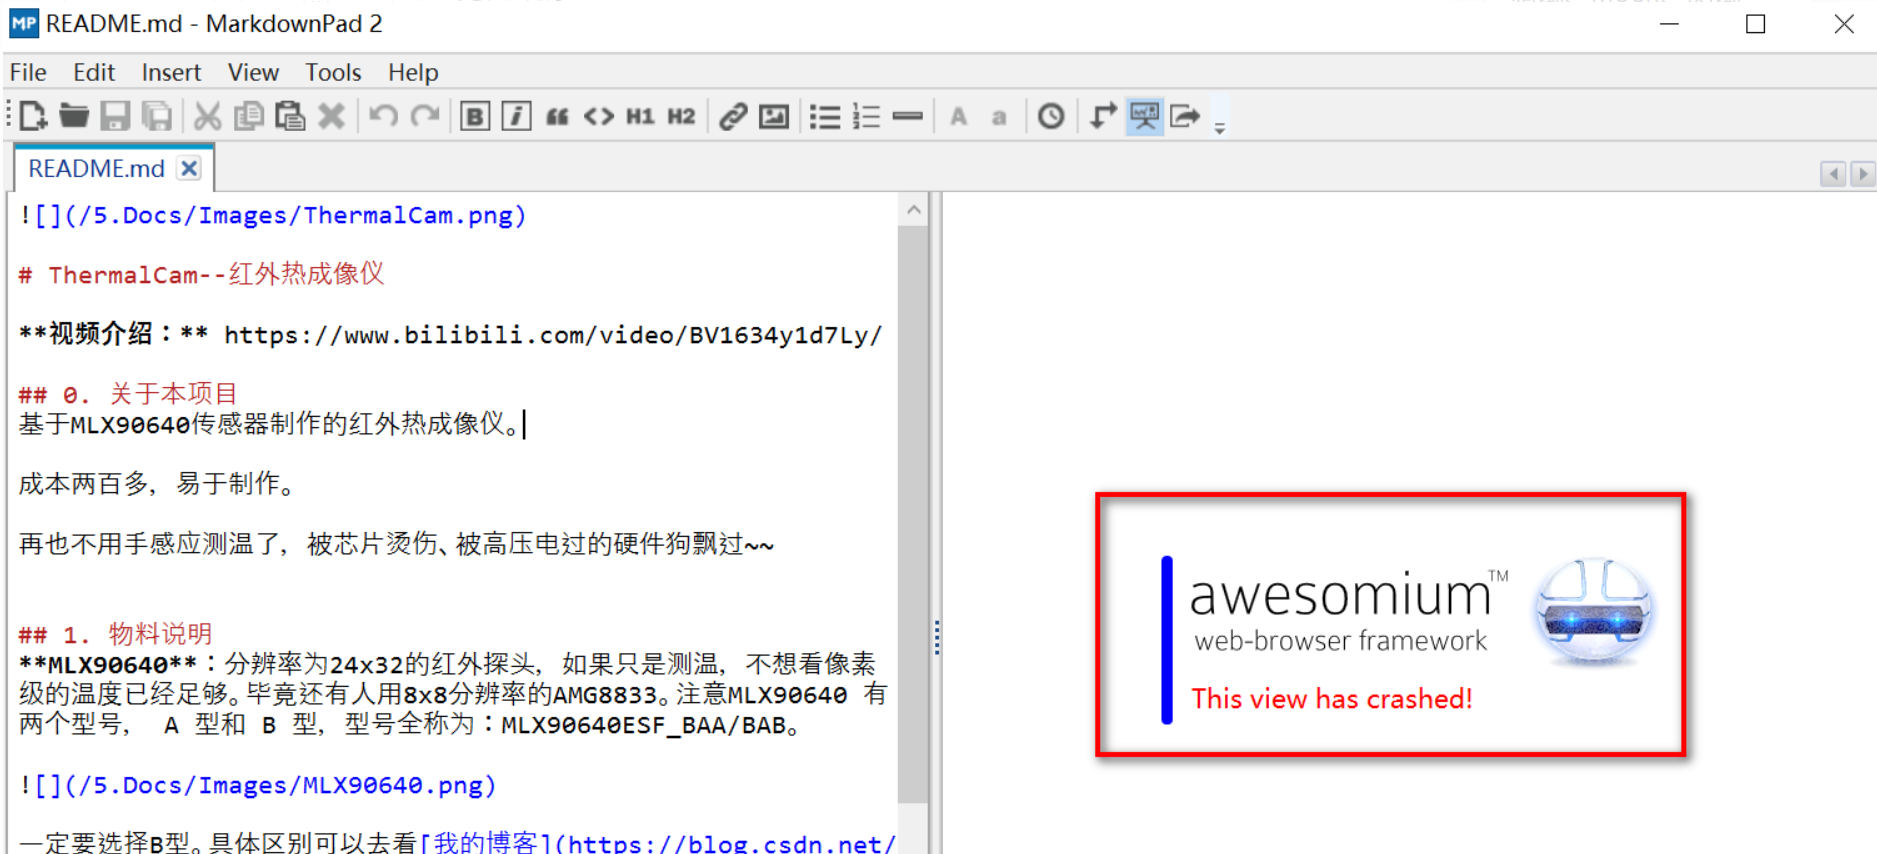 README.md - MarkdownPad 2
File Edit Insert View Tools Help
H1 H2 A a
README.md
![](/5.Docs/Images/ThermalCam.png)
# ThermalCam--红外热成像仪
**视频介绍：** https://www.bilibili.com/video/BV1634y1d7Ly/
## 0. 关于本项目
基于MLX90640传感器制作的红外热成像仪。
成本两百多，易于制作。
再也不用手感应测温了，被芯片烫伤、被高压电过的硬件狗飘过~~
## 1. 物料说明
**MLX90640**：分辨率为24x32的红外探头，如果只是测温，不想看像素
级的温度已经足够。毕竟还有人用8x8分辨率的AMG8833。注意MLX90640 有
两个型号， A 型和 B 型，型号全称为：MLX90640ESF_BAA/BAB。
![](/5.Docs/Images/MLX90640.png)
一定要选择B型。具体区别可以去看[我的博客](https://blog.csdn.net/
awesomium™
web-browser framework
This view has crashed!